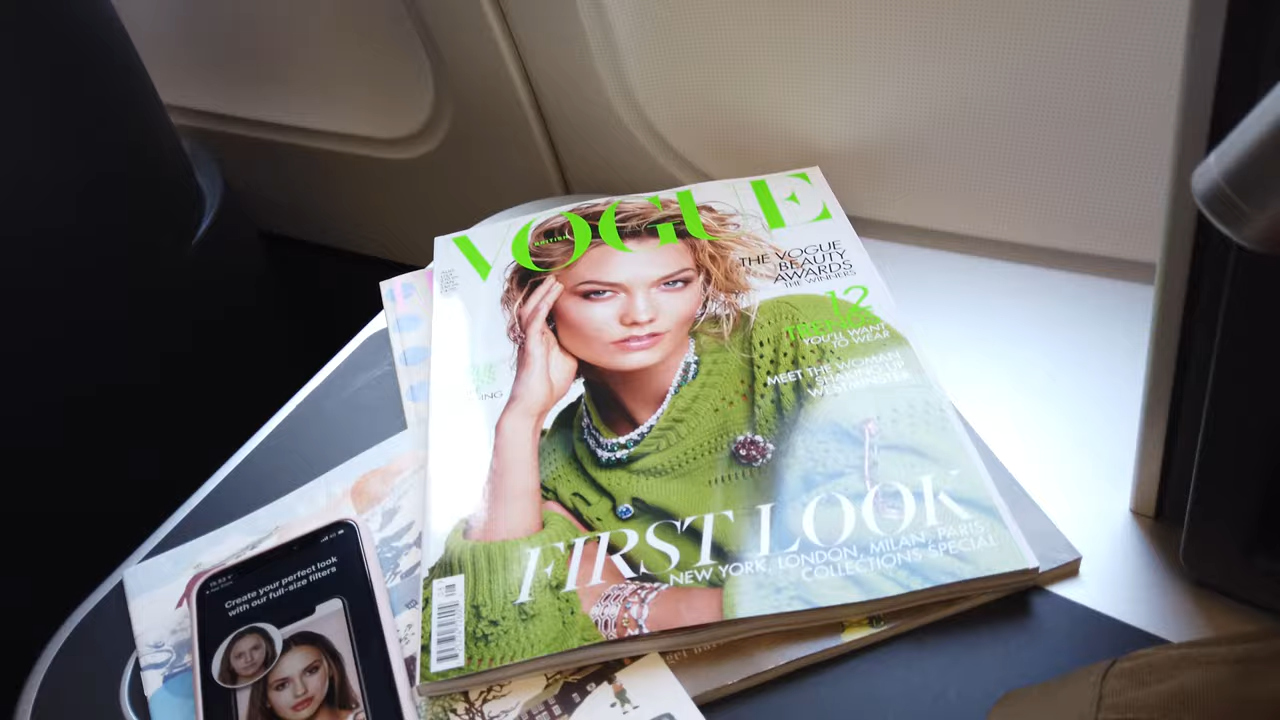 VOGUE
BRITISH
THE VOGUE
BEAUTY
AWARDS
THE WINNERS
12
TRENDS
YOU'LL WANT
TO WEAR
MEET THE WOMAN
SHAKING UP
WESTMINSTER
FIRST LOOK
NEW YORK, LONDON, MILAN, PARIS:
COLLECTIONS SPECIAL
Create your perfect look
with our full-size filters